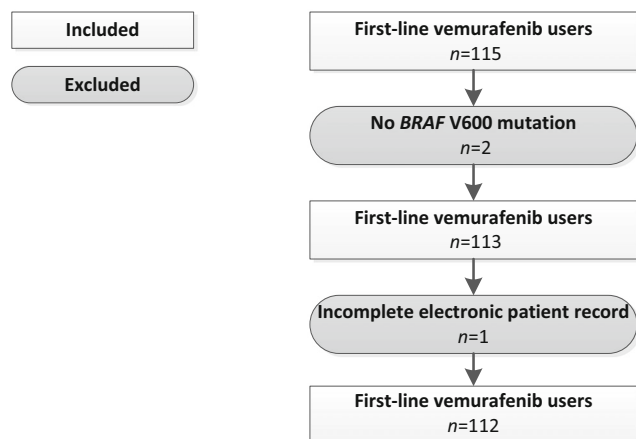 Included
Excluded
First-line vemurafenib users
n=115
No BRAF V600 mutation
n=2
First-line vemurafenib users
n=113
Incomplete electronic patient record
n=1
First-line vemurafenib users
n=112